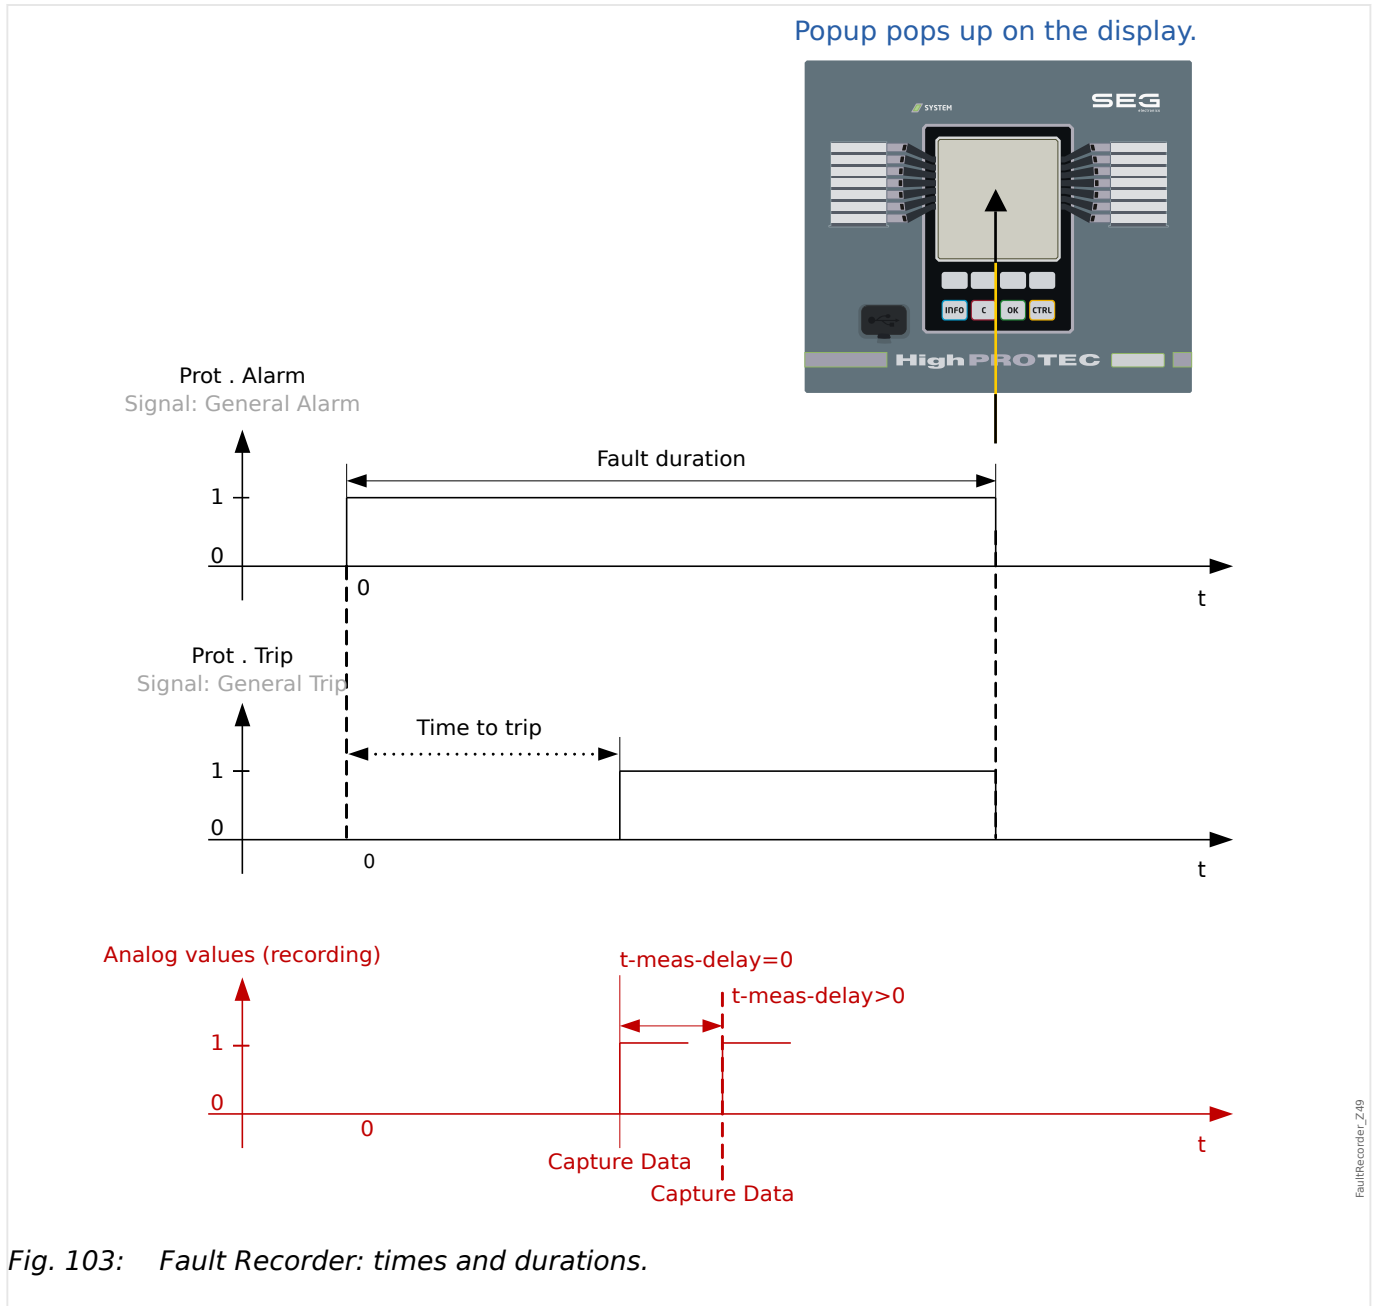 Popup pops up on the display.
SYSTEM
SEG
INFO
C
OK
CTRL
HighPROTEC
Prot . Alarm
Signal: General Alarm
Fault duration
1
0
0
t
Prot . Trip
Signal: General Trip
Time to trip
1
0
0
t
Analog values (recording)
t-meas-delay=0
t-meas-delay>0
1
0
0
t
Capture Data
Capture Data
FaultRecorder_Z49
Fig. 103: Fault Recorder: times and durations.